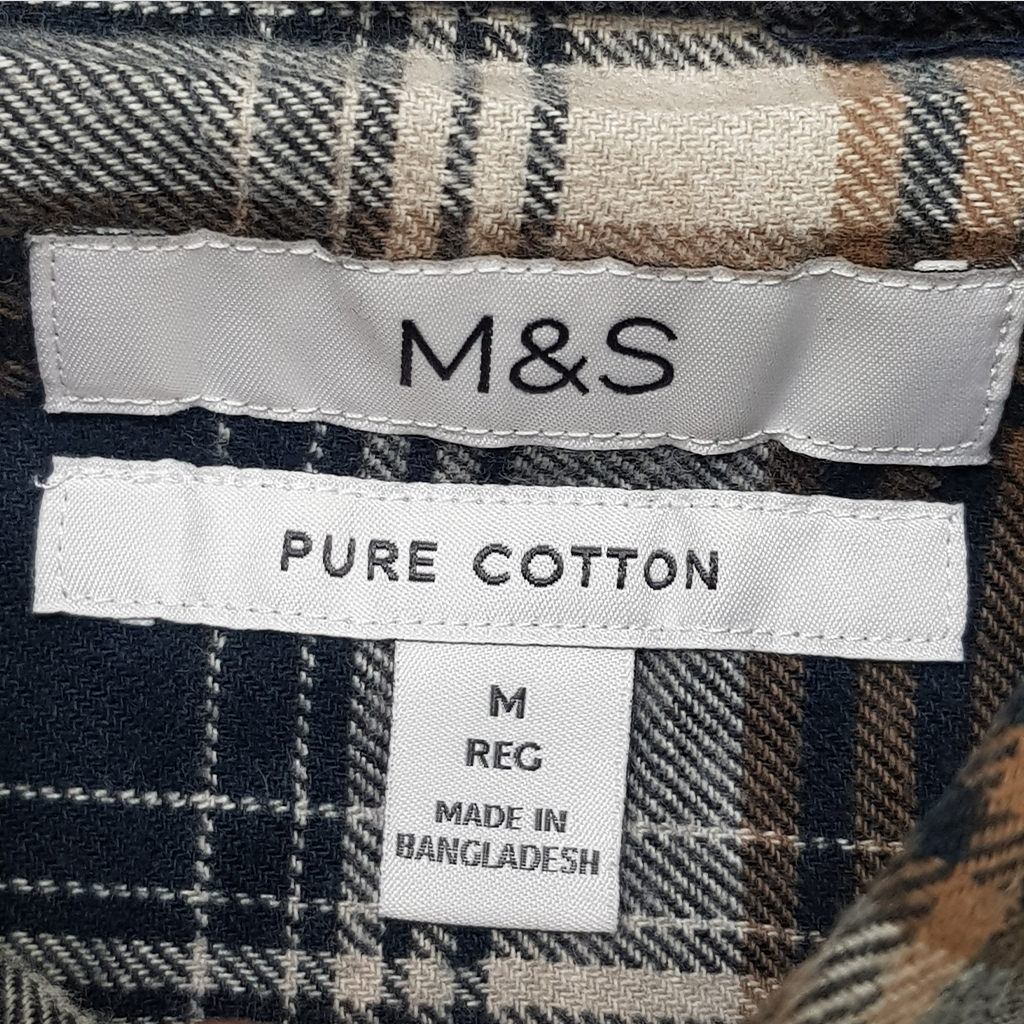 M&S
PURE COTTON
M
REG
MADE IN
BANGLADESH